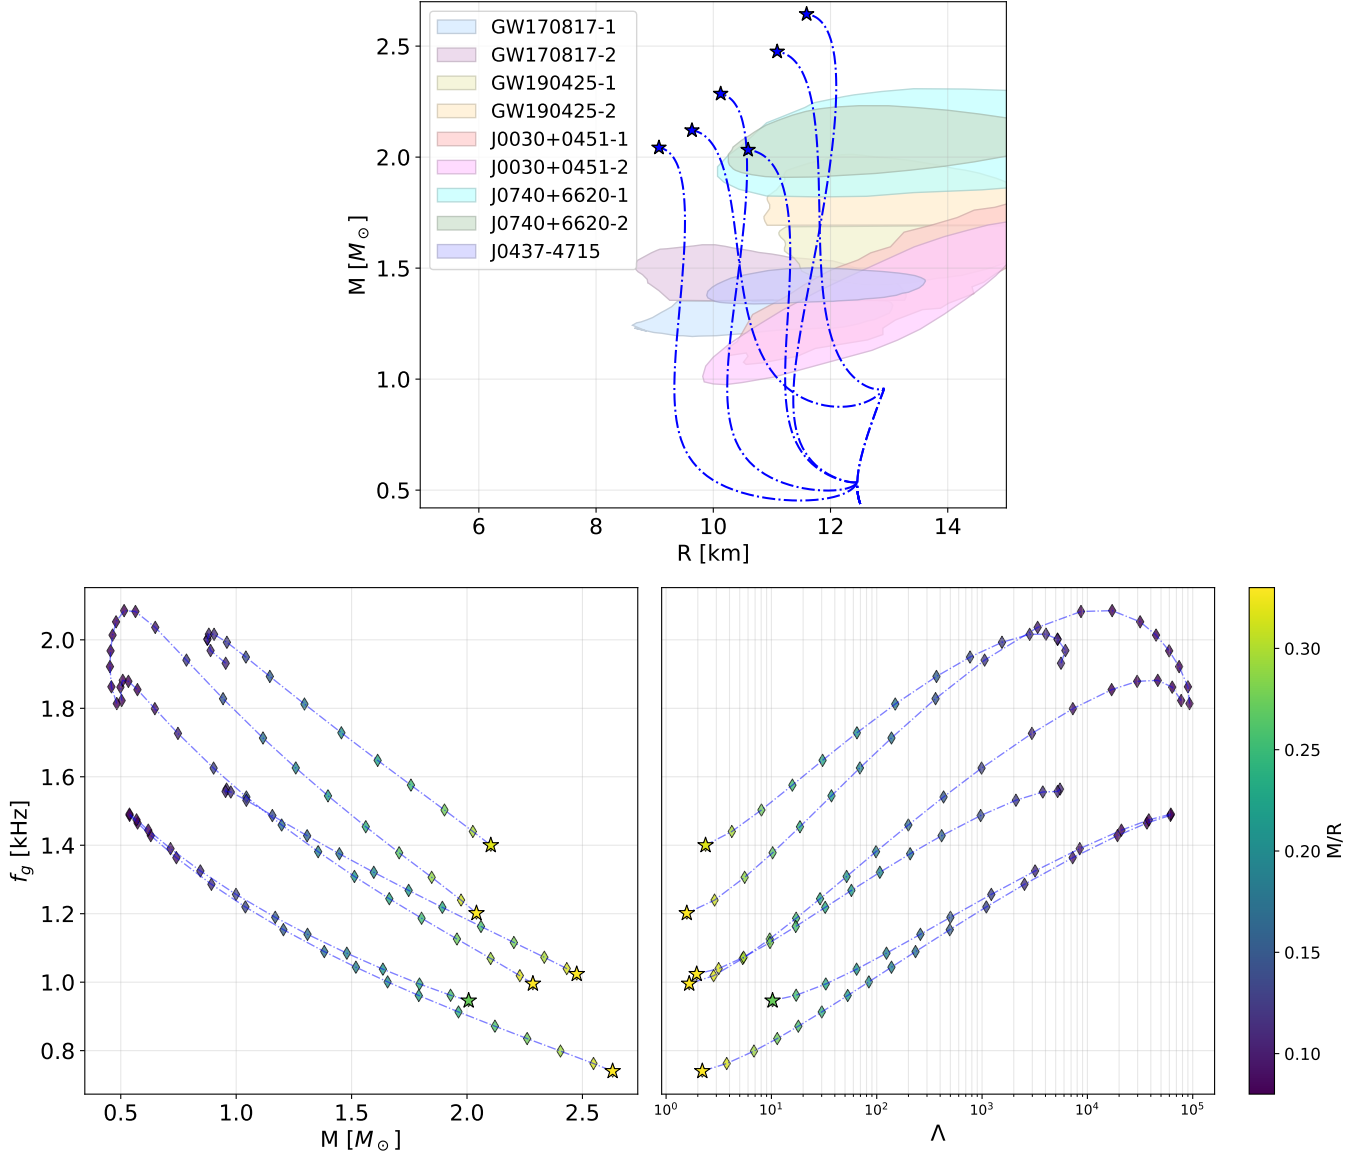 GW170817-1
GW170817-2
GW190425-1
GW190425-2
J0030+0451-1
J0030+0451-2
J0740+6620-1
J0740+6620-2
J0437-4715
2.5
2.0
1.5
1.0
0.5
M [M⊙]
6 8 10 12 14
R [km]
2.0
1.8
1.6
1.4
1.2
1.0
0.8
f_g [kHz]
0.5 1.0 1.5 2.0 2.5
M [M⊙]
10⁰ 10¹ 10² 10³ 10⁴ 10⁵
Λ
0.30
0.25
0.20
0.15
0.10
M/R